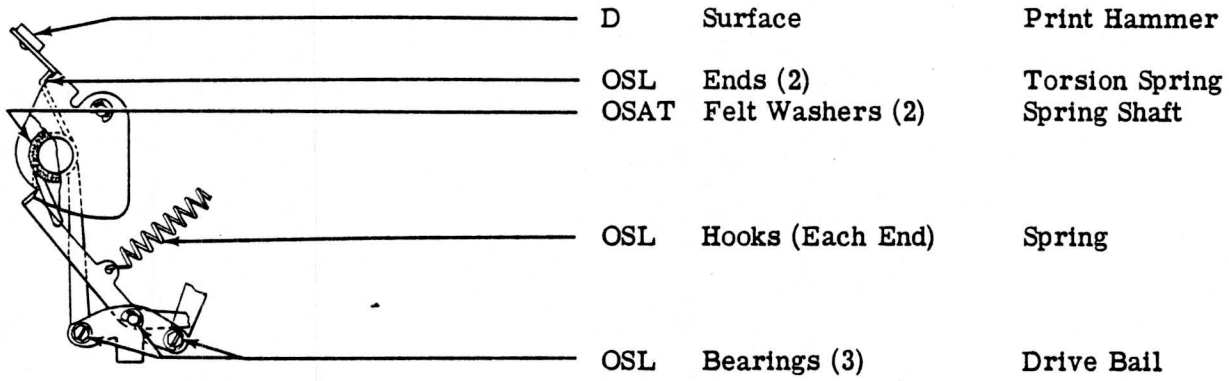 D Surface Print Hammer
OSL Ends (2) Torsion Spring
OSAT Felt Washers (2) Spring Shaft
OSL Hooks (Each End) Spring
OSL Bearings (3) Drive Bail